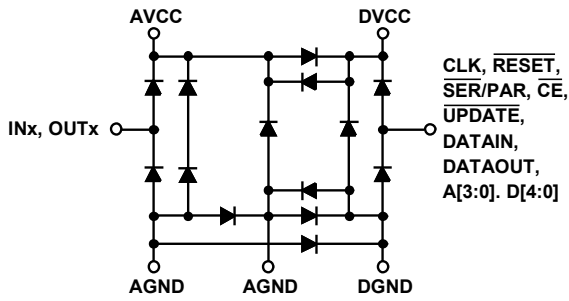 AVCC
DVCC
CLK, RESET,
SER/PAR, CE,
UPDATE,
DATAIN,
DATAOUT,
A[3:0]. D[4:0]
INx, OUTx
AGND
AGND
DGND